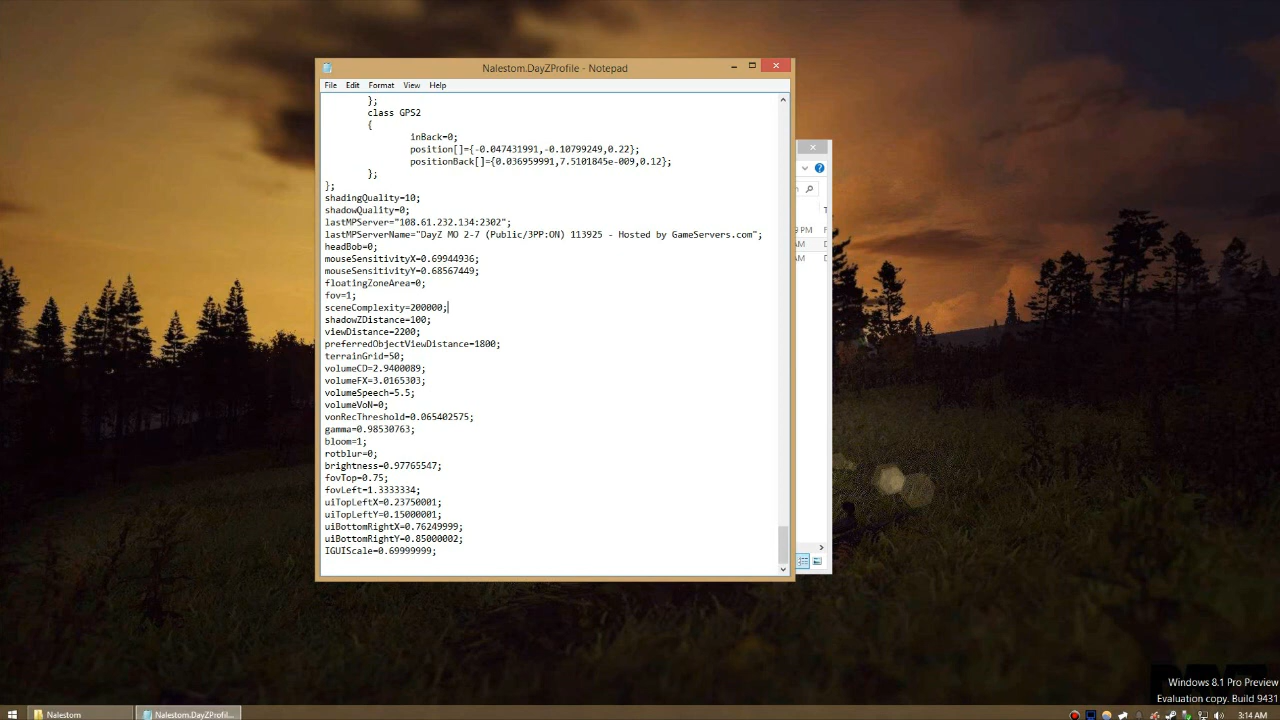 Nalestom.DayZProfile - Notepad
File Edit Format View Help
};
class GPS2
{
inBack=0;
position[]={-0.047431991,-0.10799249,0.22};
positionBack[]={0.036959991,7.5101845e-009,0.12};
};
};
shadingQuality=10;
shadowQuality=0;
lastMPServer="108.61.232.134:2302";
lastMPServerName="DayZ MO 2-7 (Public/3PP:ON) 113925 - Hosted by GameServers.com";
headBob=0;
mouseSensitivityX=0.69944936;
mouseSensitivityY=0.68567449;
floatingZoneArea=0;
fov=1;
sceneComplexity=200000;
shadowZDistance=100;
viewDistance=2200;
preferredObjectViewDistance=1800;
terrainGrid=50;
volumeCD=2.9400089;
volumeFX=3.0165303;
volumeSpeech=5.5;
volumeVoN=0;
vonRecThreshold=0.065402575;
gamma=0.98530763;
bloom=1;
rotblur=0;
brightness=0.97765547;
fovTop=0.75;
fovLeft=1.3333334;
uiTopLeftX=0.23750001;
uiTopLeftY=0.15000001;
uiBottomRightX=0.76249999;
uiBottomRightY=0.85000002;
IGUIScale=0.69999999;
PM
AM
AM
Windows 8.1 Pro Preview
Evaluation copy. Build 9431
Nalestom
Nalestom.DayZProfil...
3:14 AM